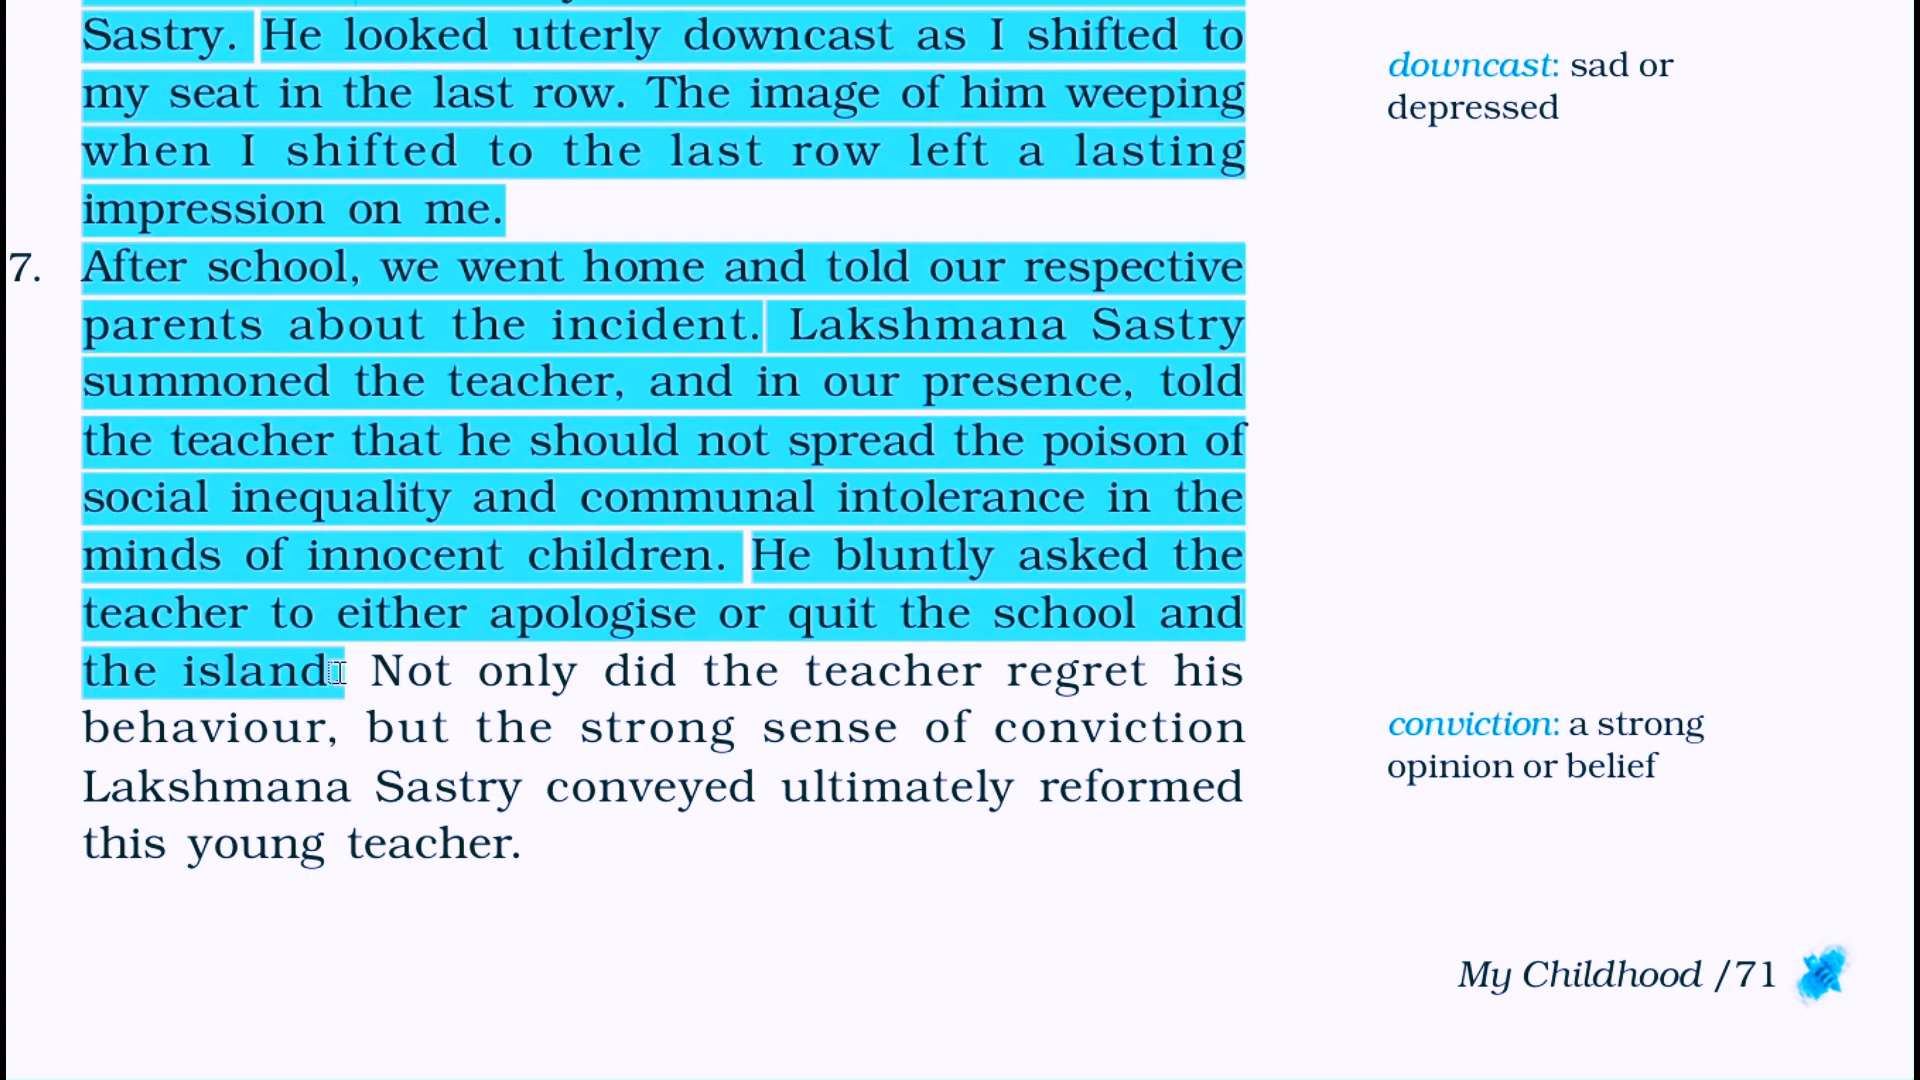 Sastry. He looked utterly downcast as I shifted to
my seat in the last row. The image of him weeping
when I shifted to the last row left a lasting
impression on me.
7. After school, we went home and told our respective
parents about the incident. Lakshmana Sastry
summoned the teacher, and in our presence, told
the teacher that he should not spread the poison of
social inequality and communal intolerance in the
minds of innocent children. He bluntly asked the
teacher to either apologise or quit the school and
the island. Not only did the teacher regret his
behaviour, but the strong sense of conviction
Lakshmana Sastry conveyed ultimately reformed
this young teacher.
downcast: sad or
depressed
conviction: a strong
opinion or belief
My Childhood /71